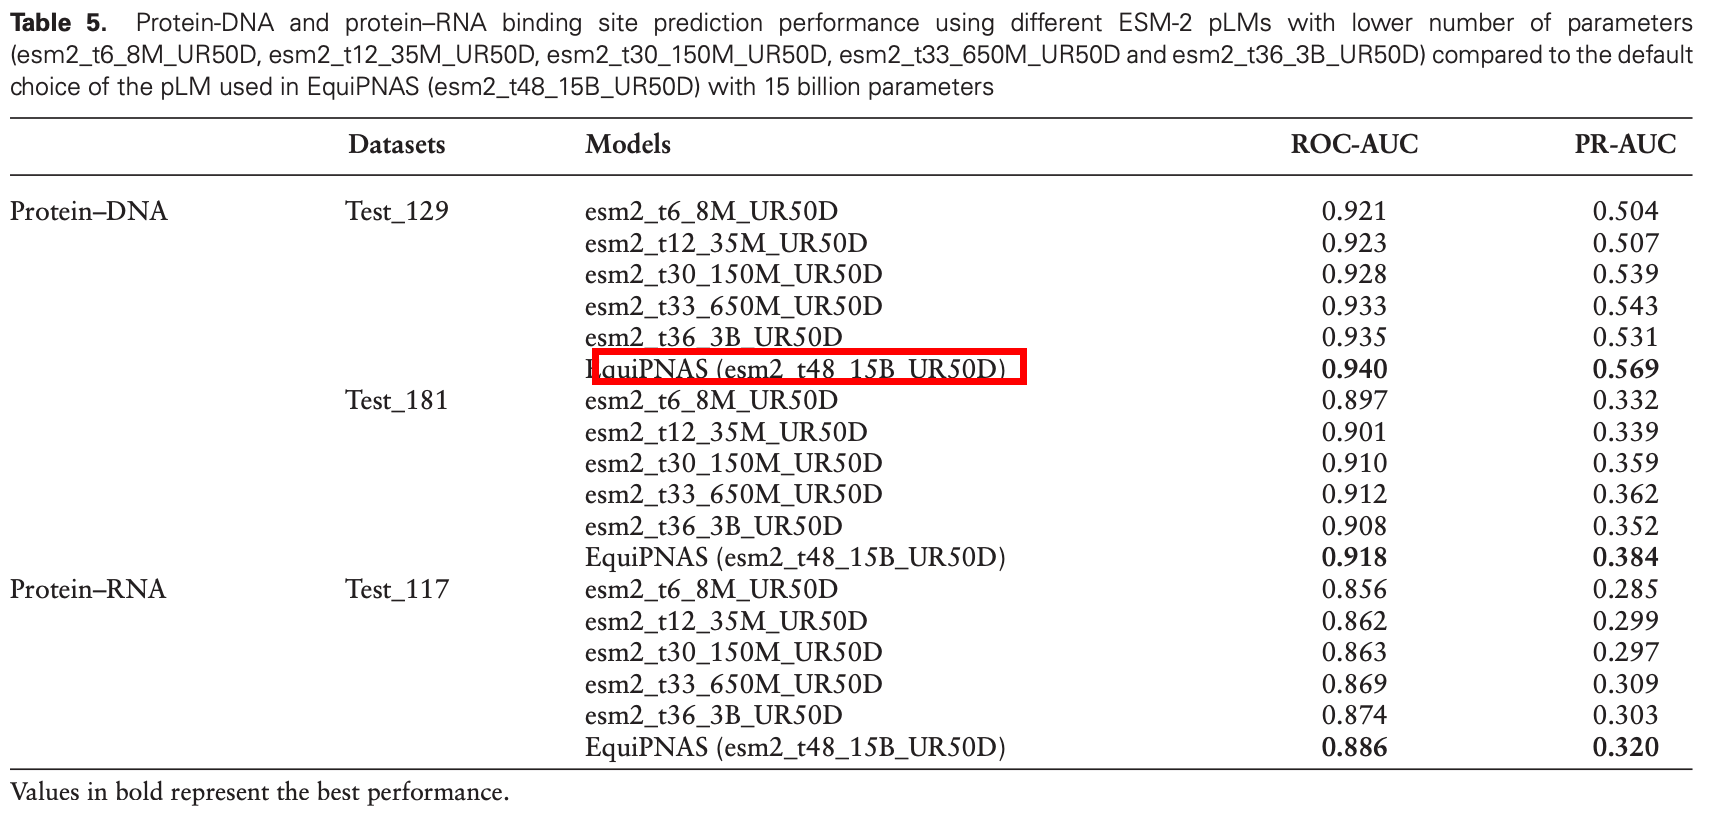 Table 5. Protein-DNA and protein–RNA binding site prediction performance using different ESM-2 pLMs with lower number of parameters
(esm2_t6_8M_UR50D, esm2_t12_35M_UR50D, esm2_t30_150M_UR50D, esm2_t33_650M_UR50D and esm2_t36_3B_UR50D) compared to the default
choice of the pLM used in EquiPNAS (esm2_t48_15B_UR50D) with 15 billion parameters
Datasets Models ROC-AUC PR-AUC
Protein–DNA Test_129 esm2_t6_8M_UR50D 0.921 0.504
esm2_t12_35M_UR50D 0.923 0.507
esm2_t30_150M_UR50D 0.928 0.539
esm2_t33_650M_UR50D 0.933 0.543
esm2_t36_3B_UR50D 0.935 0.531
EquiPNAS (esm2_t48_15B_UR50D) 0.940 0.569
Test_181 esm2_t6_8M_UR50D 0.897 0.332
esm2_t12_35M_UR50D 0.901 0.339
esm2_t30_150M_UR50D 0.910 0.359
esm2_t33_650M_UR50D 0.912 0.362
esm2_t36_3B_UR50D 0.908 0.352
EquiPNAS (esm2_t48_15B_UR50D) 0.918 0.384
Protein–RNA Test_117 esm2_t6_8M_UR50D 0.856 0.285
esm2_t12_35M_UR50D 0.862 0.299
esm2_t30_150M_UR50D 0.863 0.297
esm2_t33_650M_UR50D 0.869 0.309
esm2_t36_3B_UR50D 0.874 0.303
EquiPNAS (esm2_t48_15B_UR50D) 0.886 0.320
Values in bold represent the best performance.